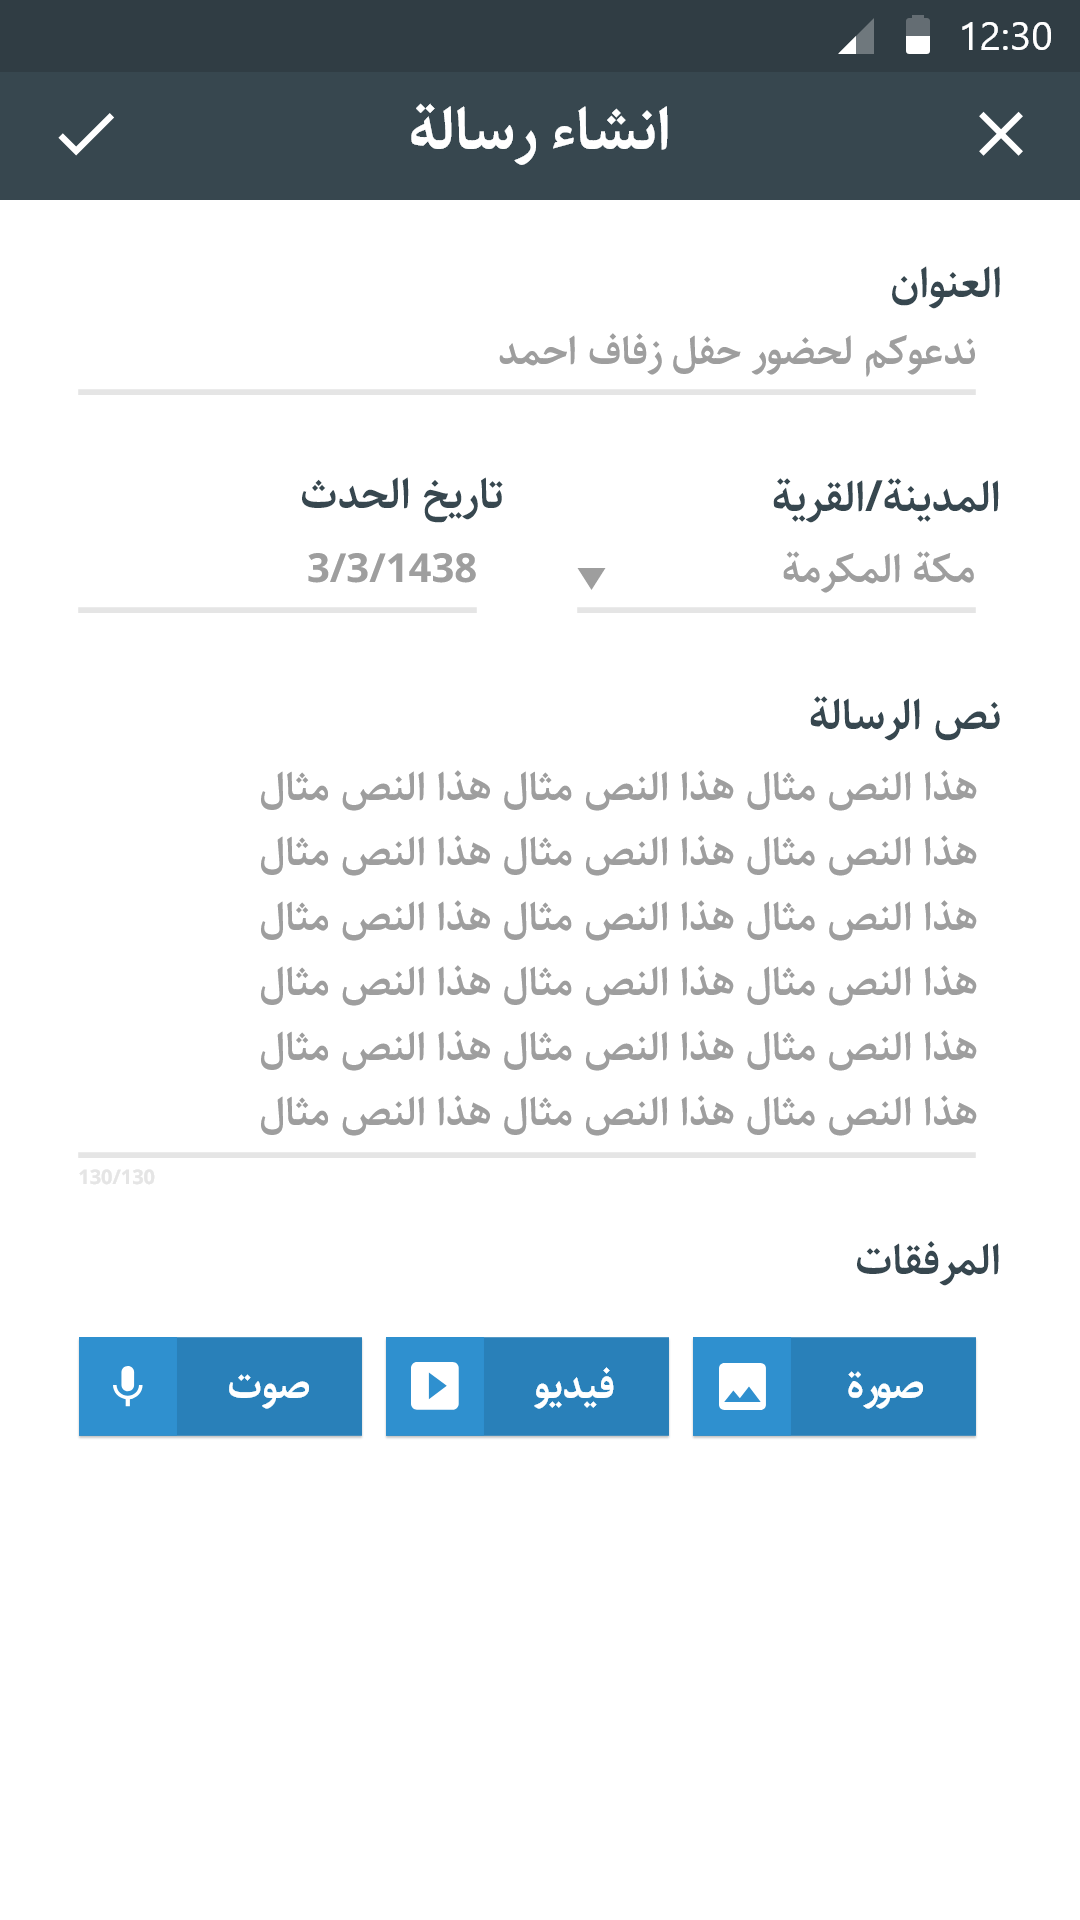 12:30
انشاء رسالة
العنوان
ندعوكم لحضور حفل زفاف احمد
المدينة/القرية
مكة المكرمة
تاريخ الحدث
3/3/1438
نص الرسالة
هذا النص مثال هذا النص مثال هذا النص مثال
هذا النص مثال هذا النص مثال هذا النص مثال
هذا النص مثال هذا النص مثال هذا النص مثال
هذا النص مثال هذا النص مثال هذا النص مثال
هذا النص مثال هذا النص مثال هذا النص مثال
هذا النص مثال هذا النص مثال هذا النص مثال
130/130
المرفقات
صورة
فيديو
صوت